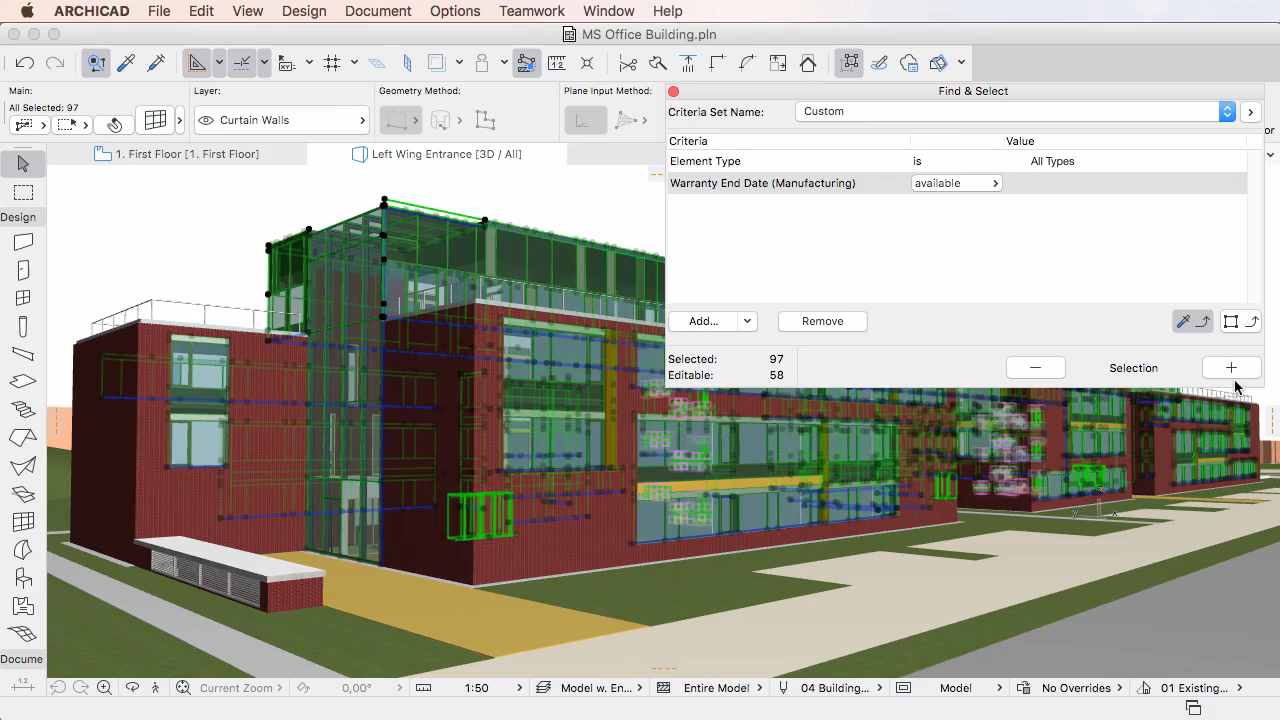 ARCHICAD File Edit View Design Document Options Teamwork Window Help
MS Office Building.pln
Main:
All Selected: 97
Layer:
Curtain Walls
Geometry Method:
Plane Input Method:
Find & Select
Criteria Set Name: Custom
Criteria Value
Element Type is All Types
Warranty End Date (Manufacturing) available
Add... Remove
Selected: 97
Editable: 58
Selection
1. First Floor [1. First Floor]
Left Wing Entrance [3D / All]
Design
Docume
1.2
Current Zoom
0,00°
1:50
Model w. En...
Entire Model
04 Building...
Model
No Overrides
01 Existing...